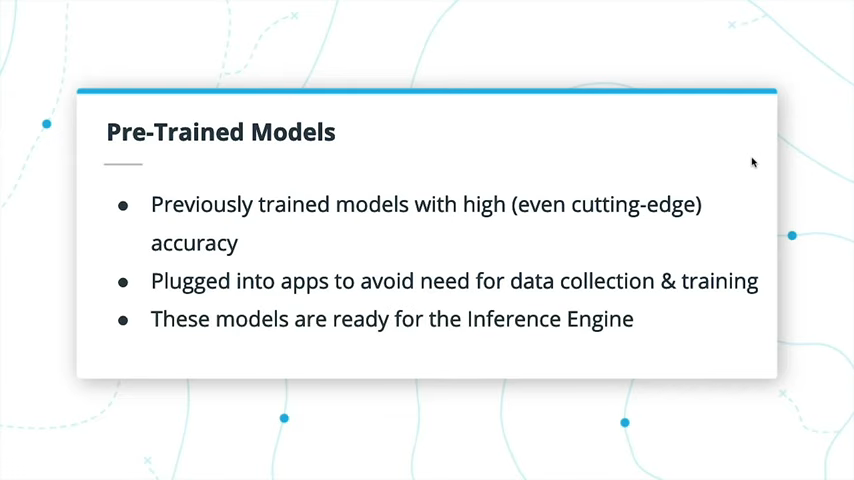 Pre-Trained Models
● Previously trained models with high (even cutting-edge)
accuracy
● Plugged into apps to avoid need for data collection & training
● These models are ready for the Inference Engine